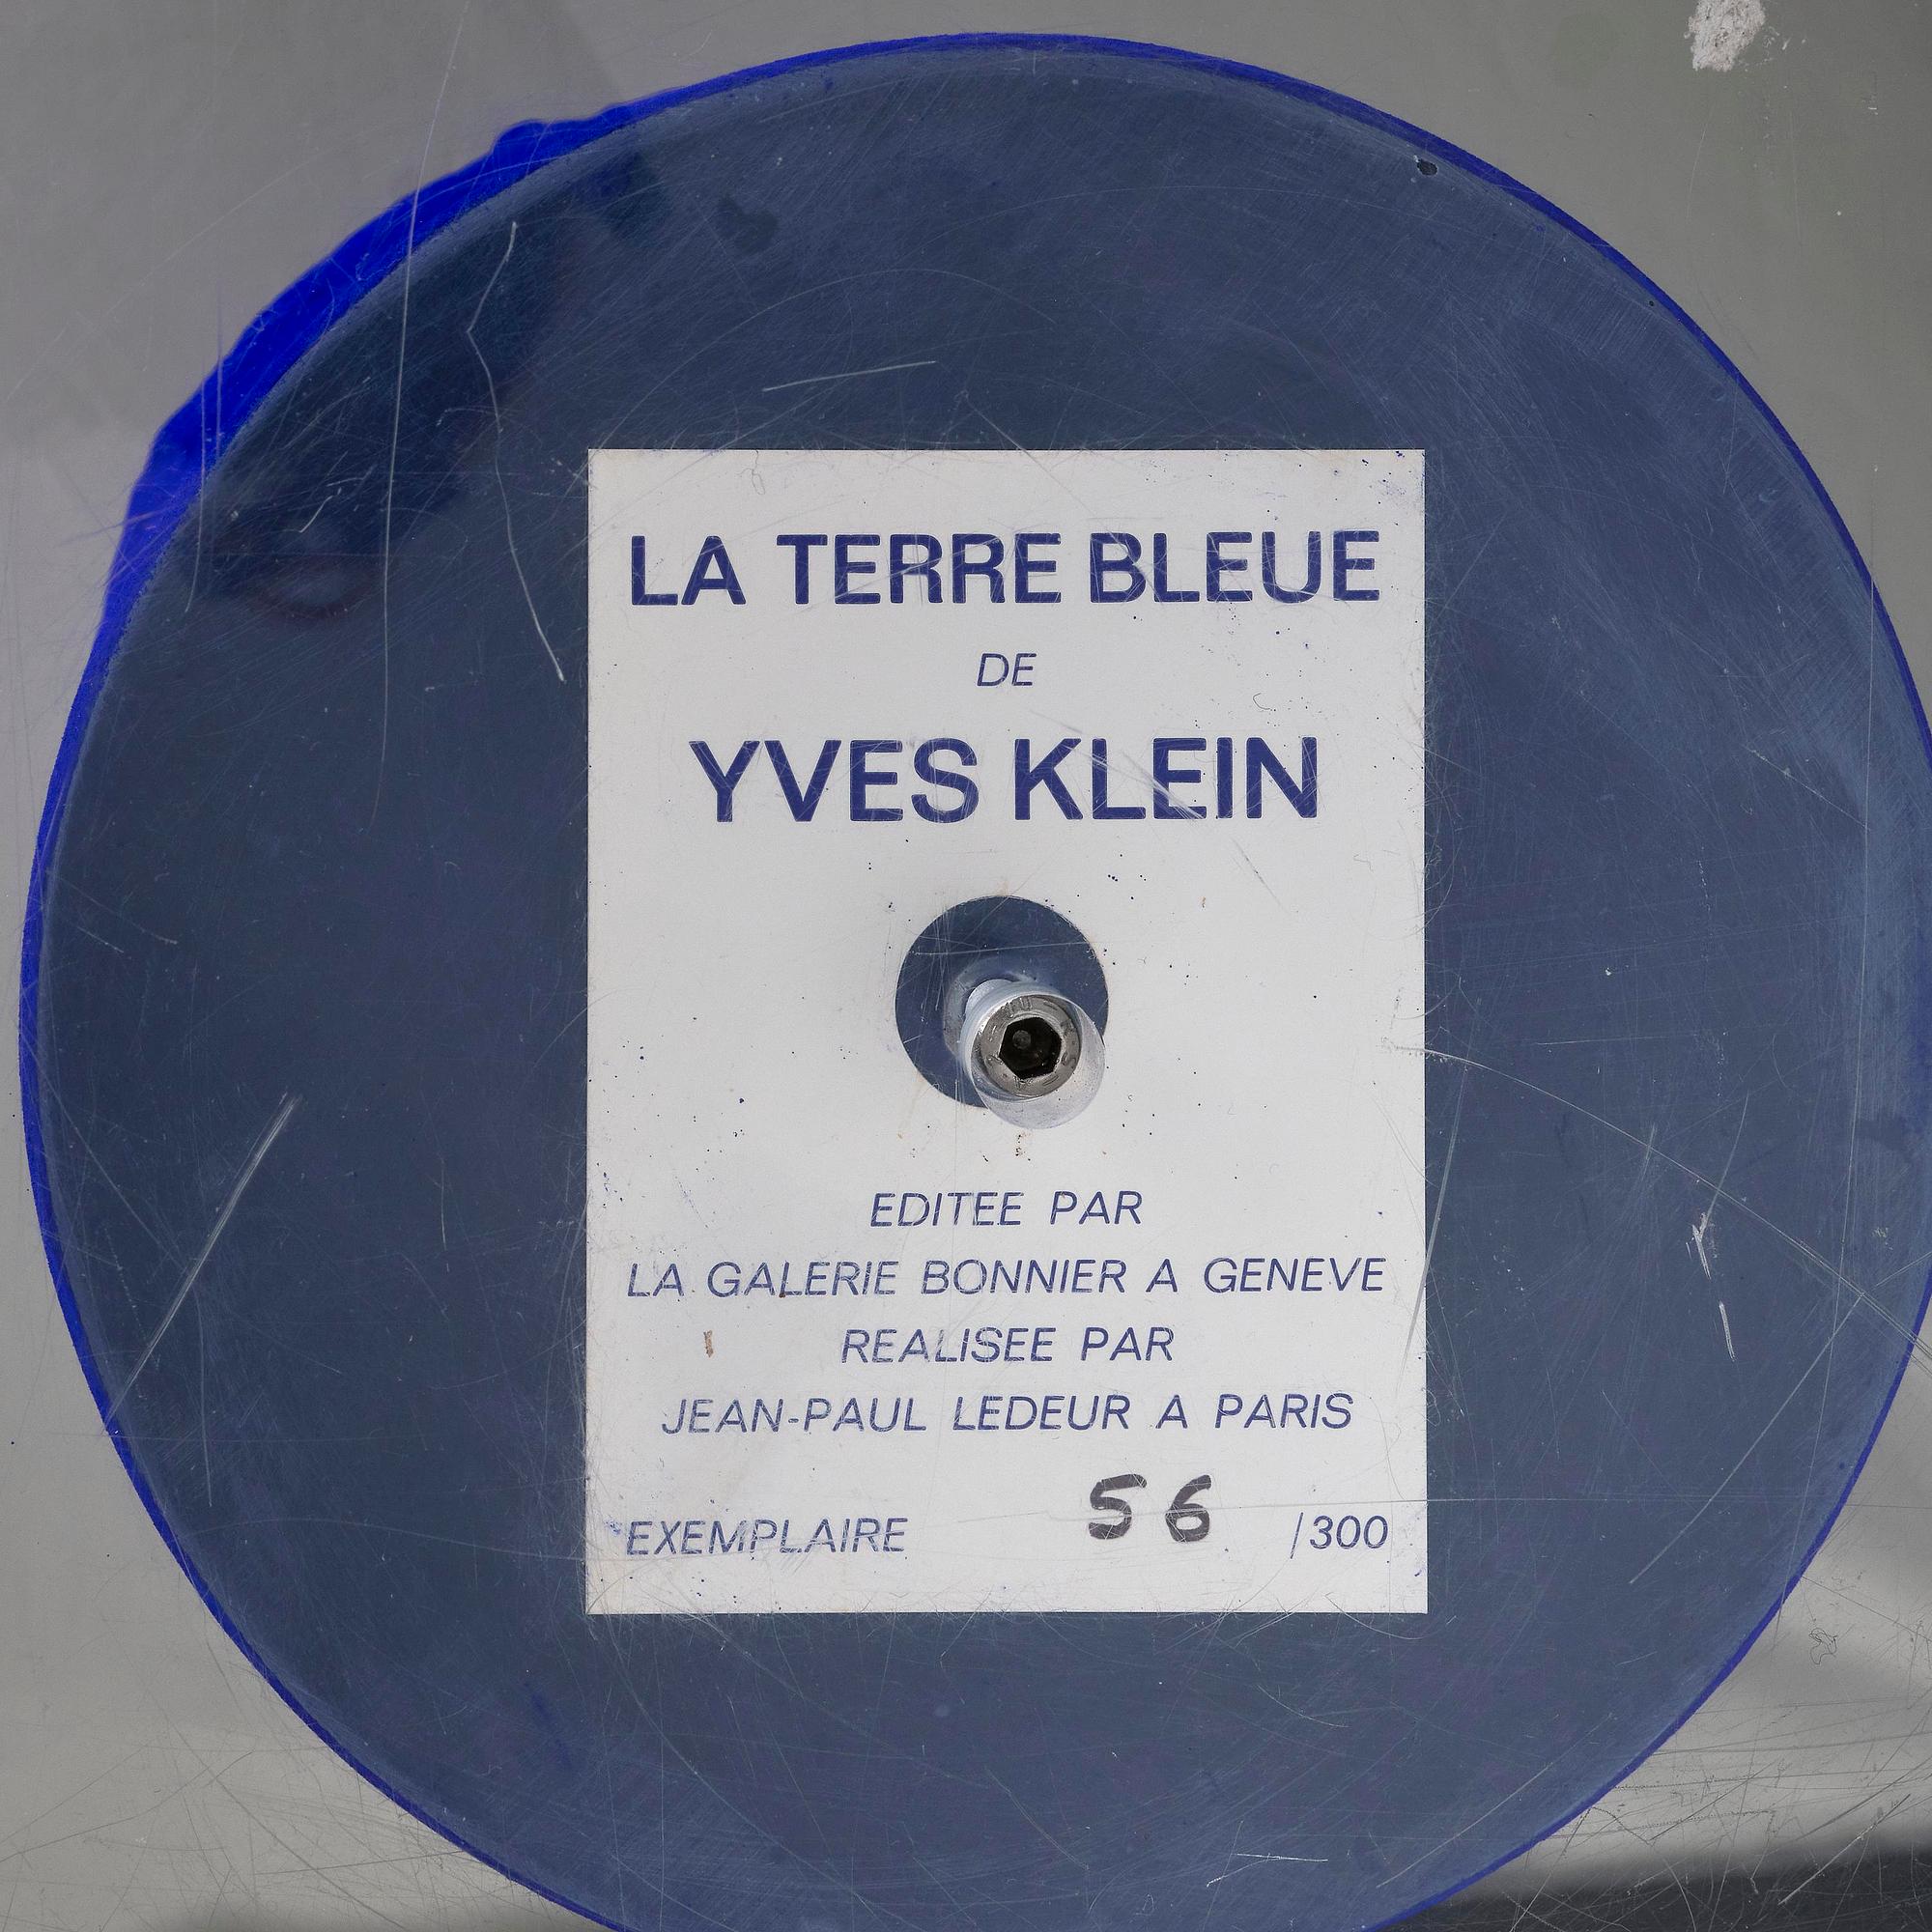 LA TERRE BLEUE
DE
YVES KLEIN
EDITEE PAR
LA GALERIE BONNIER A GENEVE
REALISEE PAR
JEAN-PAUL LEDEUR A PARIS
EXEMPLAIRE 56 /300